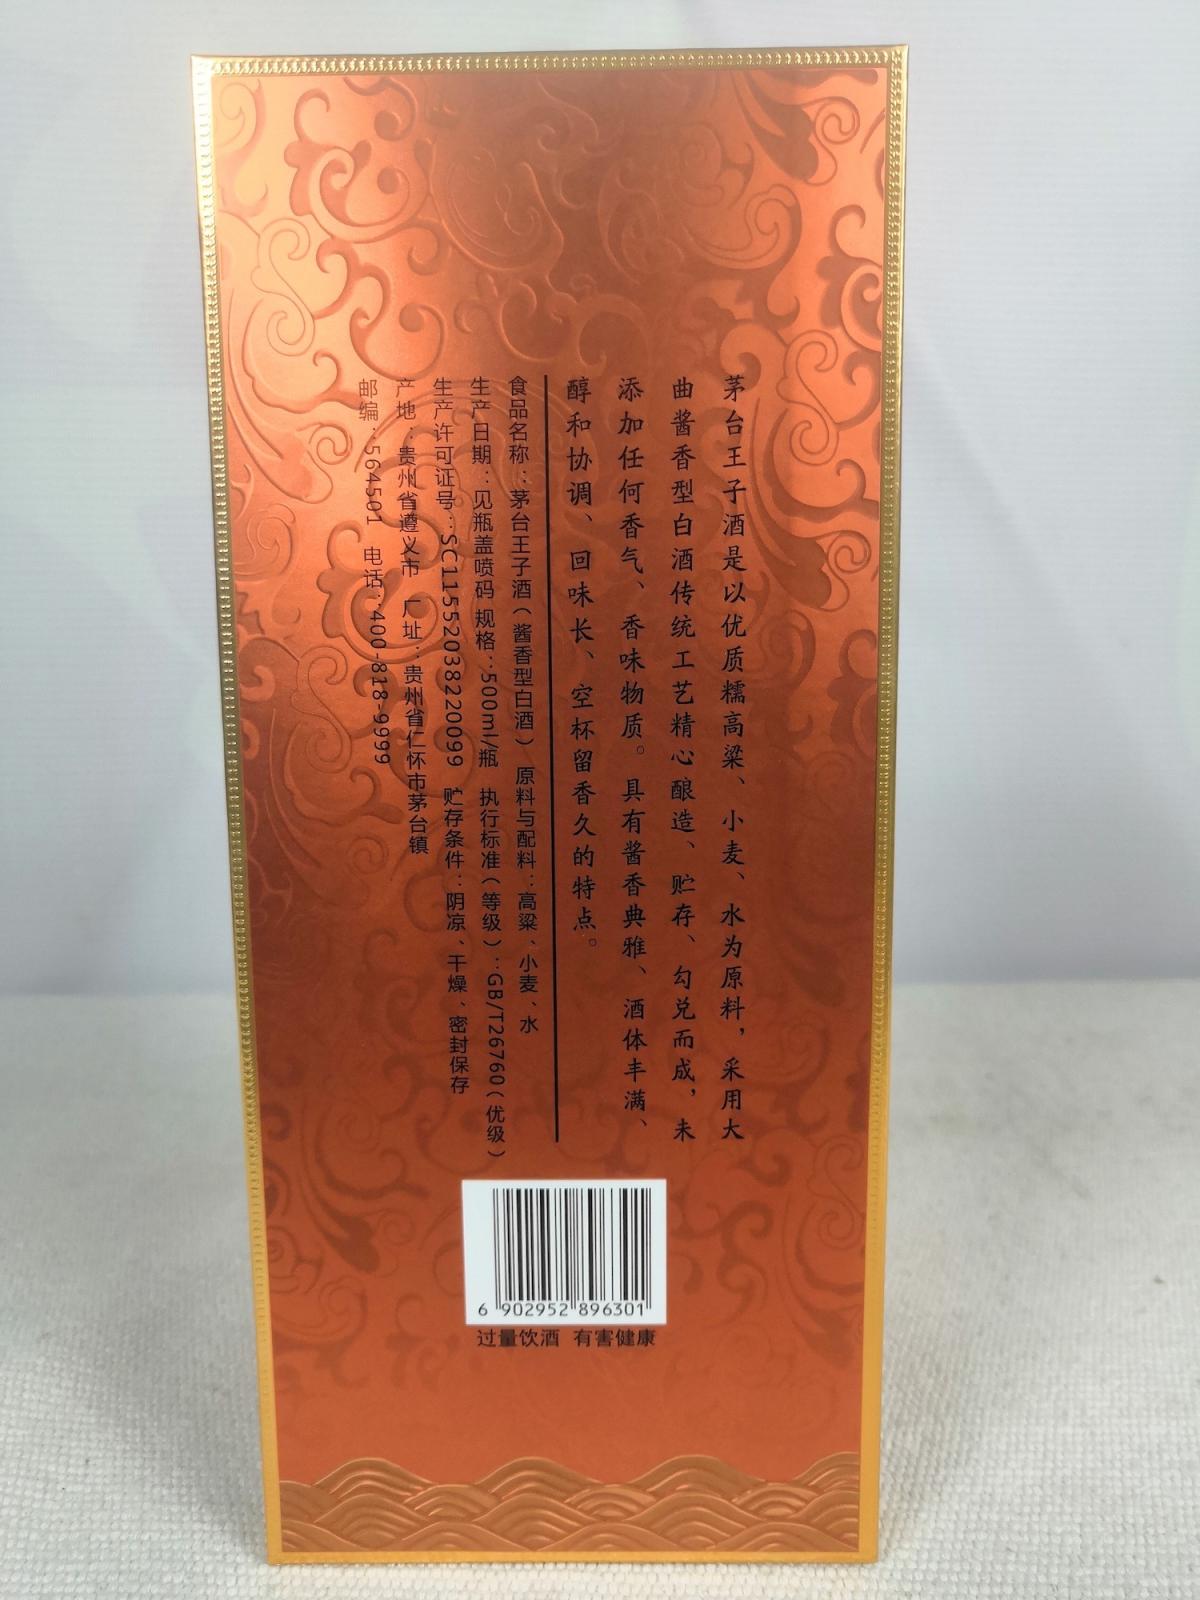 茅台王子酒是以优质糯高粱、小麦、水为原料，采用大
曲酱香型白酒传统工艺精心酿造、贮存、勾兑而成，未
添加任何香气、香味物质。具有酱香典雅、酒体丰满、
醇和协调、回味长、空杯留香久的特点。
食品名称：茅台王子酒（酱香型白酒） 原料与配料：高粱、小麦、水
生产日期：见瓶盖喷码 规格：500ml/瓶 执行标准（等级）：GB/T26760（优级）
生产许可证号：SC11552038220099 贮存条件：阴凉、干燥、密封保存
产地：贵州省遵义市 厂址：贵州省仁怀市茅台镇
邮编：564501 电话：400-818-9999
6 902952 896301
过量饮酒 有害健康